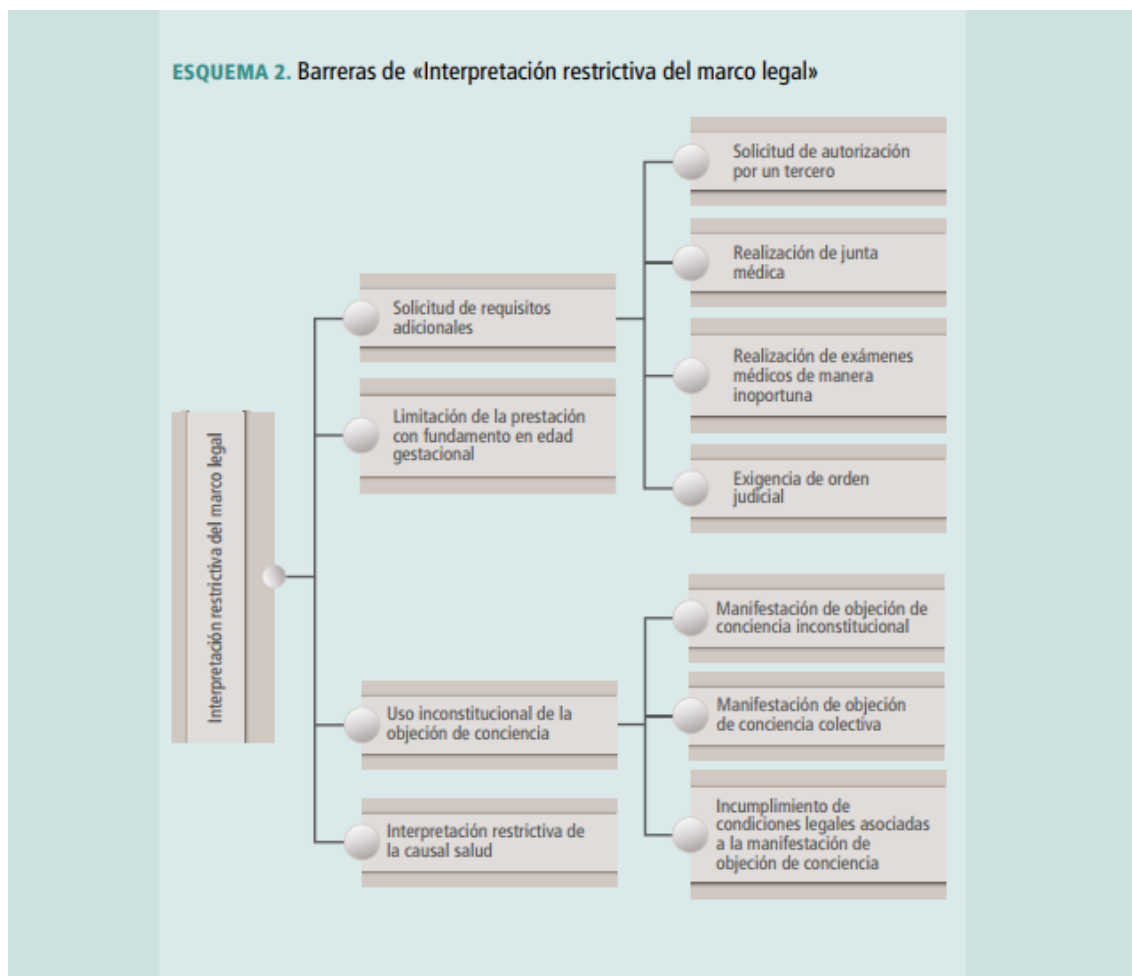 ESQUEMA 2. Barreras de «Interpretación restrictiva del marco legal»
Interpretación restrictiva del marco legal
Solicitud de requisitos
adicionales
Solicitud de autorización
por un tercero
Realización de junta
médica
Realización de exámenes
médicos de manera
inoportuna
Exigencia de orden
judicial
Limitación de la prestación
con fundamento en edad
gestacional
Uso inconstitucional de la
objeción de conciencia
Manifestación de objeción de
conciencia inconstitucional
Manifestación de objeción
de conciencia colectiva
Incumplimiento de
condiciones legales asociadas
a la manifestación de
objeción de conciencia
Interpretación restrictiva de
la causal salud